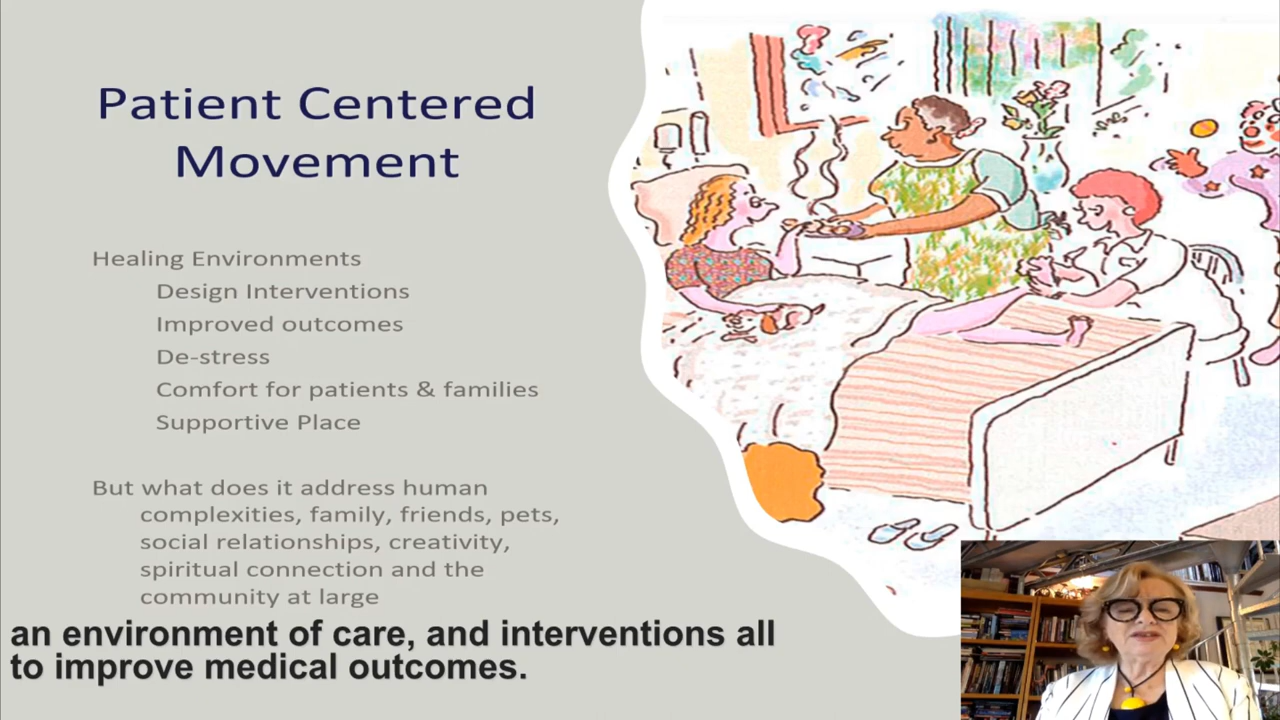 Patient Centered
Movement
Healing Environments
Design Interventions
Improved outcomes
De-stress
Comfort for patients & families
Supportive Place
But what does it address human
complexities, family, friends, pets,
social relationships, creativity,
spiritual connection and the
community at large
an environment of care, and interventions all
to improve medical outcomes.